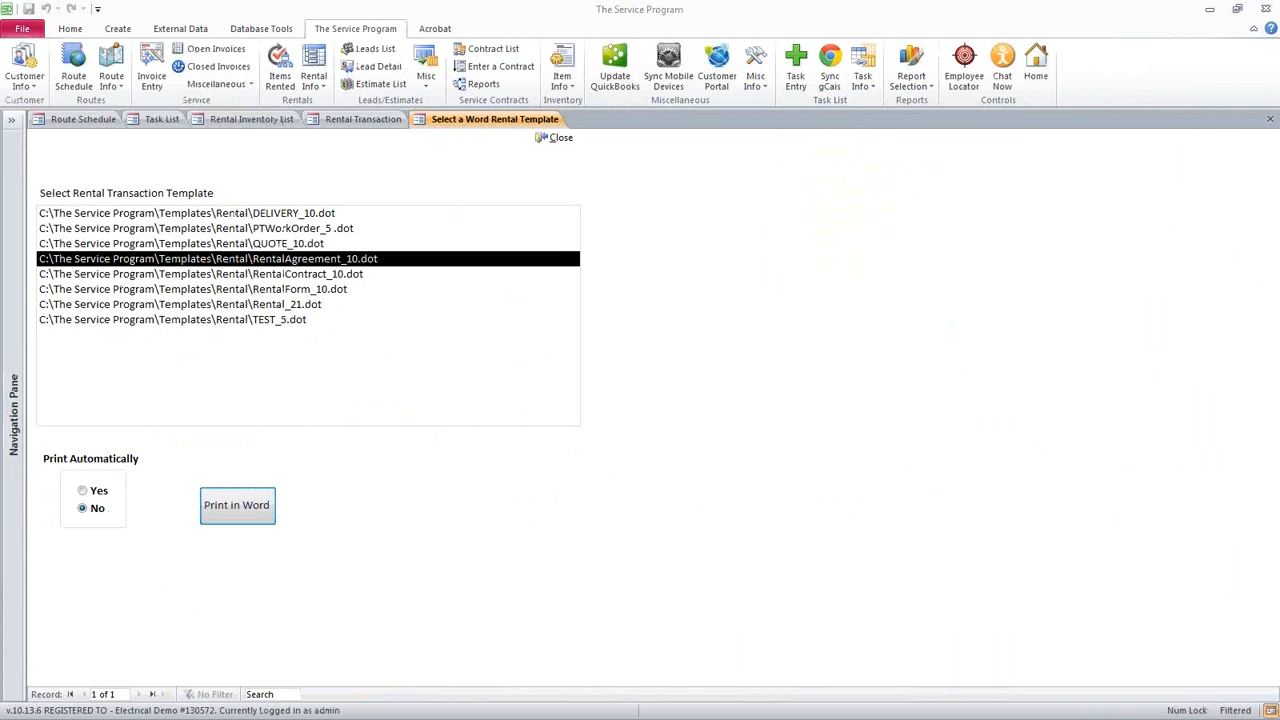 The Service Program
File Home Create External Data Database Tools The Service Program Acrobat
Customer Info
Customer
Route Schedule
Route Info
Routes
Invoice Entry
Open Invoices
Closed Invoices
Miscellaneous
Service
Items Rented
Rental Info
Rentals
Leads List
Lead Detail
Estimate List
Misc
Leads/Estimates
Contract List
Enter a Contract
Reports
Service Contracts
Item Info
Inventory
Update QuickBooks
Sync Mobile Devices
Customer Portal
Misc Info
Miscellaneous
Task Entry
Sync gCals
Task Info
Task List
Report Selection
Reports
Employee Locator
Chat Now
Home
Controls
Route Schedule Task List Rental Inventory List Rental Transaction Select a Word Rental Template
Close
Select Rental Transaction Template
C:\The Service Program\Templates\Rental\DELIVERY_10.dot
C:\The Service Program\Templates\Rental\PTWorkOrder_5 .dot
C:\The Service Program\Templates\Rental\QUOTE_10.dot
C:\The Service Program\Templates\Rental\RentalAgreement_10.dot
C:\The Service Program\Templates\Rental\RentalContract_10.dot
C:\The Service Program\Templates\Rental\RentalForm_10.dot
C:\The Service Program\Templates\Rental\Rental_21.dot
C:\The Service Program\Templates\Rental\TEST_5.dot
Navigation Pane
Print Automatically
Yes
No
Print in Word
Record: 1 of 1 No Filter Search
v.10.13.6 REGISTERED TO - Electrical Demo #130572. Currently Logged in as admin Num Lock Filtered